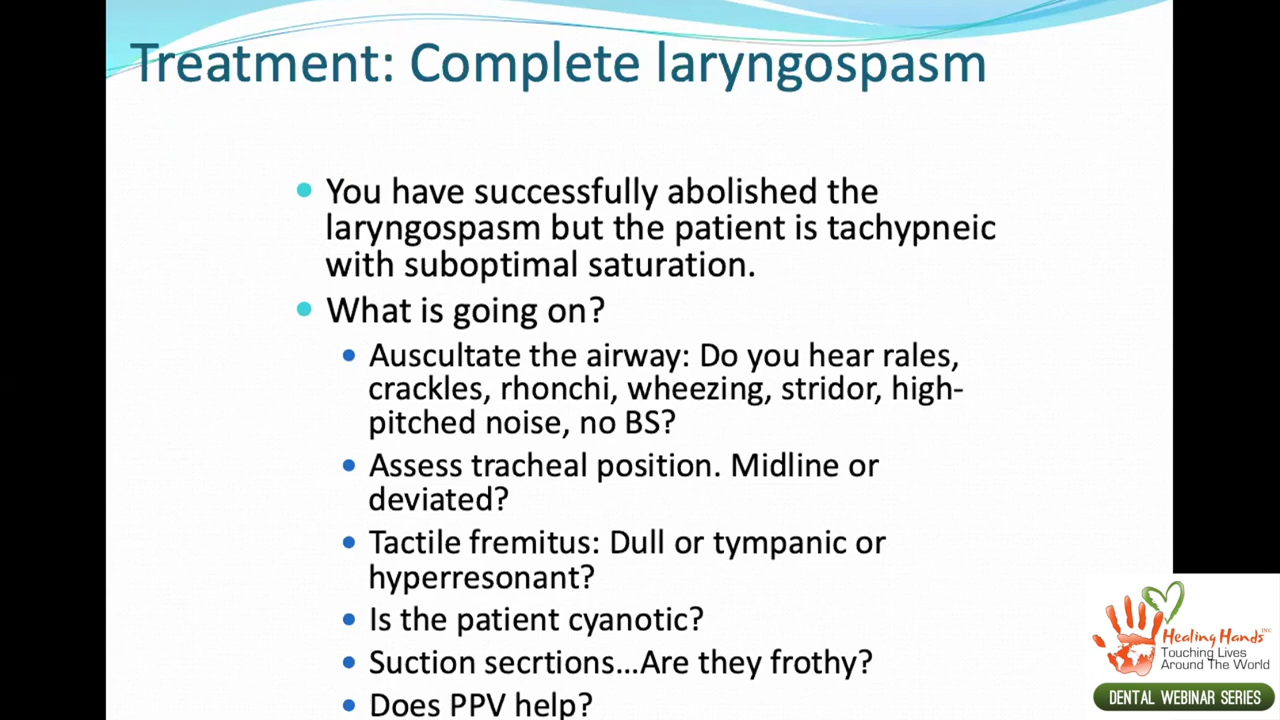 Treatment: Complete laryngospasm
You have successfully abolished the
laryngospasm but the patient is tachypneic
with suboptimal saturation.
What is going on?
Auscultate the airway: Do you hear rales,
crackles, rhonchi, wheezing, stridor, high-
pitched noise, no BS?
Assess tracheal position. Midline or
deviated?
Tactile fremitus: Dull or tympanic or
hyperresonant?
Is the patient cyanotic?
Suction secrtions...Are they frothy?
Does PPV help?
Healing Hands INC
Touching Lives
Around The World
DENTAL WEBINAR SERIES